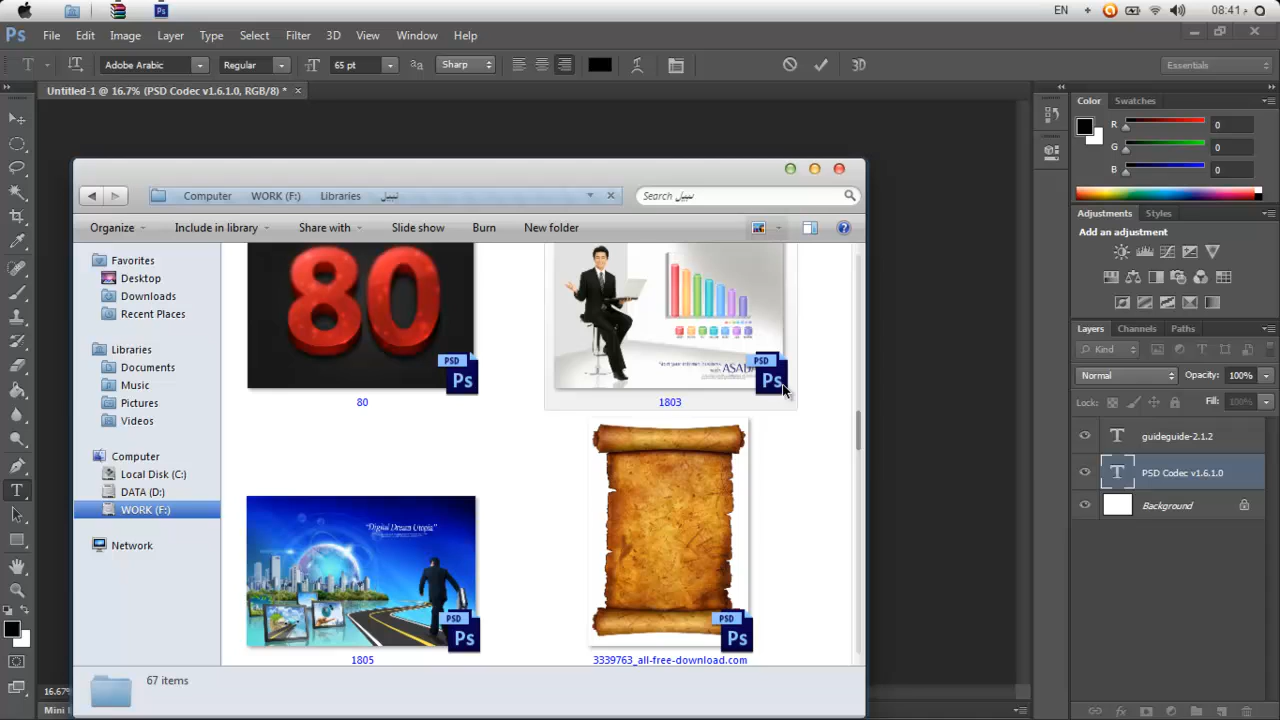 EN
08:41 م
Ps File Edit Image Layer Type Select Filter 3D View Window Help
T Adobe Arabic Regular 65 pt Sharp 3D Essentials
Untitled-1 @ 16.7% (PSD Codec v1.6.1.0, RGB/8) *
Color Swatches
R 0
G 0
B 0
Adjustments Styles
Add an adjustment
Layers Channels Paths
Kind
Normal Opacity: 100%
Lock: Fill: 100%
T guideguide-2.1.2
T PSD Codec v1.6.1.0
Background
Computer WORK (F:) Libraries نبيل
Search نبيل
Organize Include in library Share with Slide show Burn New folder
Favorites
Desktop
Downloads
Recent Places
Libraries
Documents
Music
Pictures
Videos
Computer
Local Disk (C:)
DATA (D:)
WORK (F:)
Network
80
PSD
Ps
80
ASAD
PSD
Ps
1803
"Digital Dream Utopia"
PSD
Ps
1805
PSD
Ps
3339763_all-free-download.com
67 items
16.67%
Mini